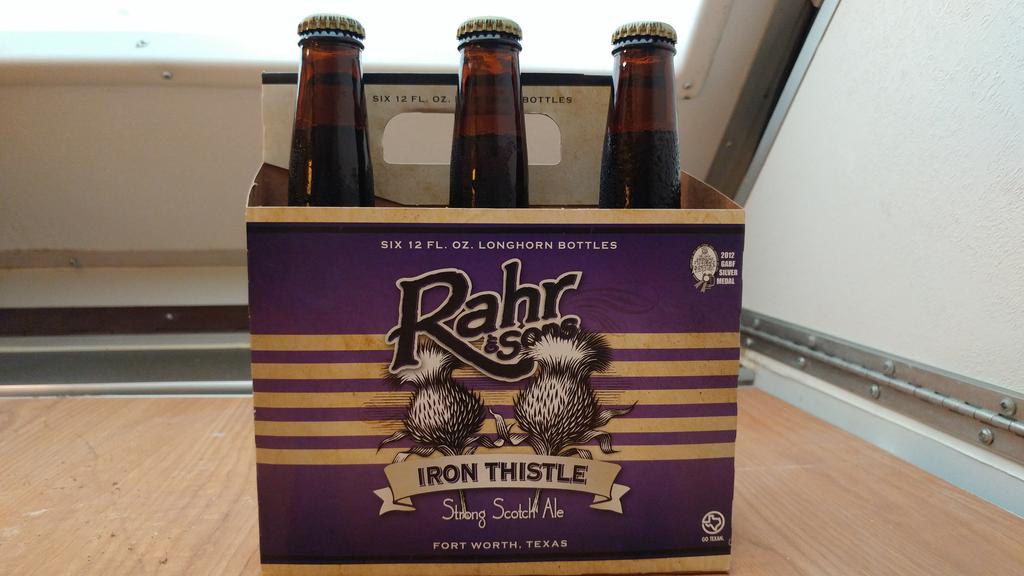 SIX 12 FL. OZ. BOTTLES
SIX 12 FL. OZ. LONGHORN BOTTLES
2012
GABF
SILVER
MEDAL
Rahr
& Sons
IRON THISTLE
Strong Scotch Ale
FORT WORTH, TEXAS
GO TEXAN.